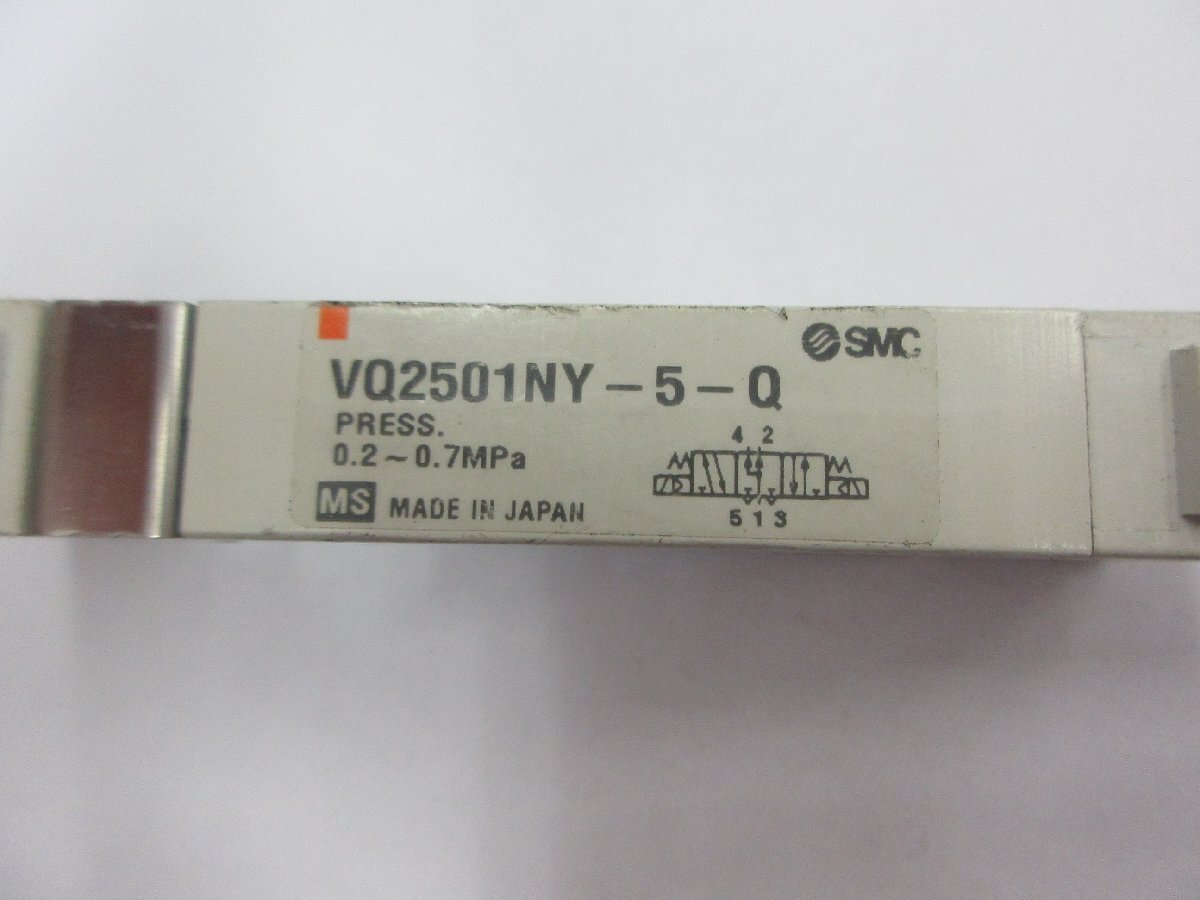 SMC
VQ2501NY-5-Q
PRESS.
0.2~0.7MPa
4 2
MS MADE IN JAPAN
5 1 3